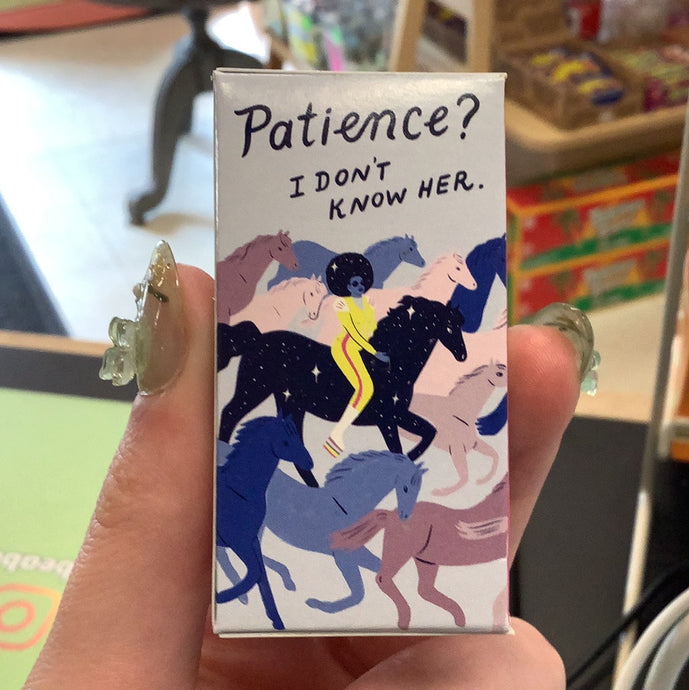 Patience?
I DON'T
KNOW HER.